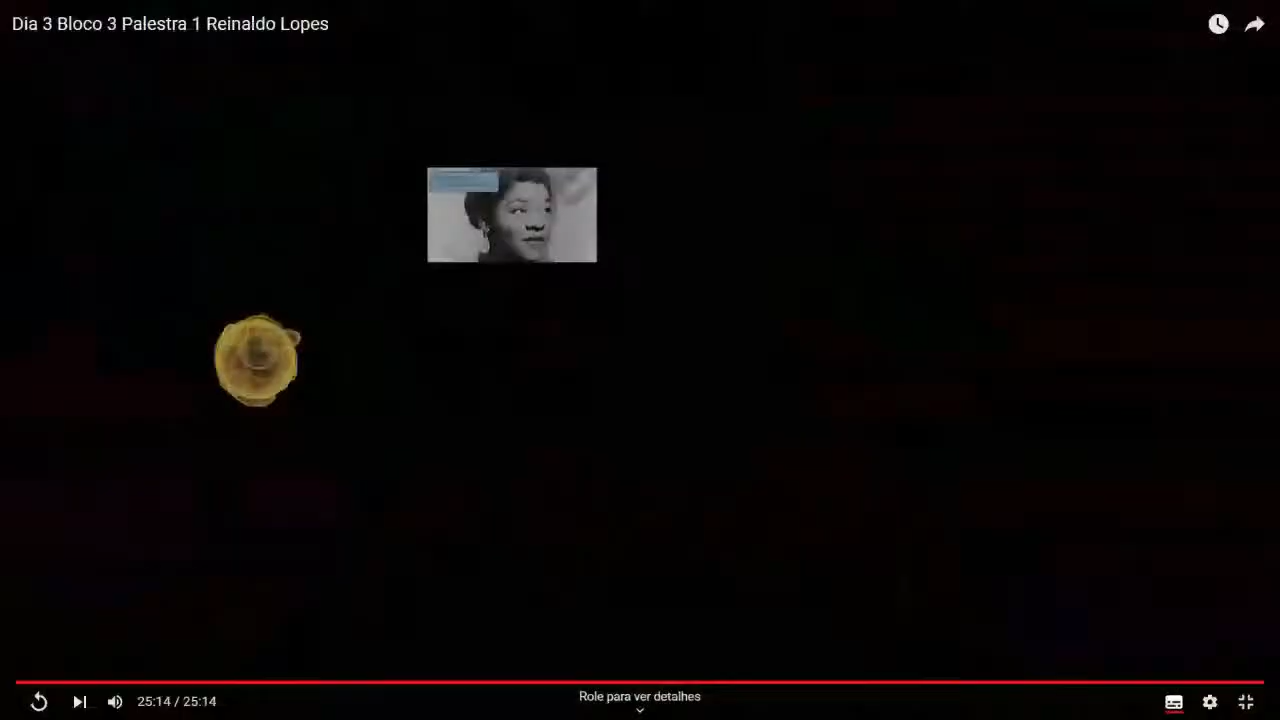 Dia 3 Bloco 3 Palestra 1 Reinaldo Lopes
25:14 / 25:14
Role para ver detalhes